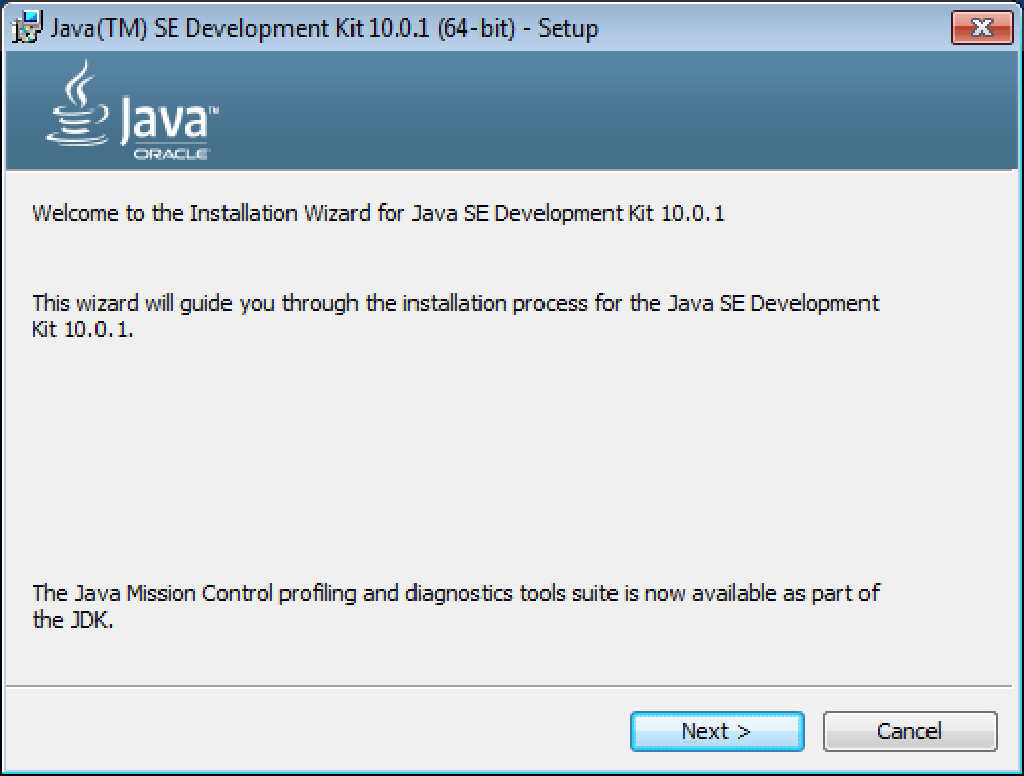 Java(TM) SE Development Kit 10.0.1 (64-bit) - Setup
Java™
ORACLE
Welcome to the Installation Wizard for Java SE Development Kit 10.0.1
This wizard will guide you through the installation process for the Java SE Development
Kit 10.0.1.
The Java Mission Control profiling and diagnostics tools suite is now available as part of
the JDK.
Next >
Cancel